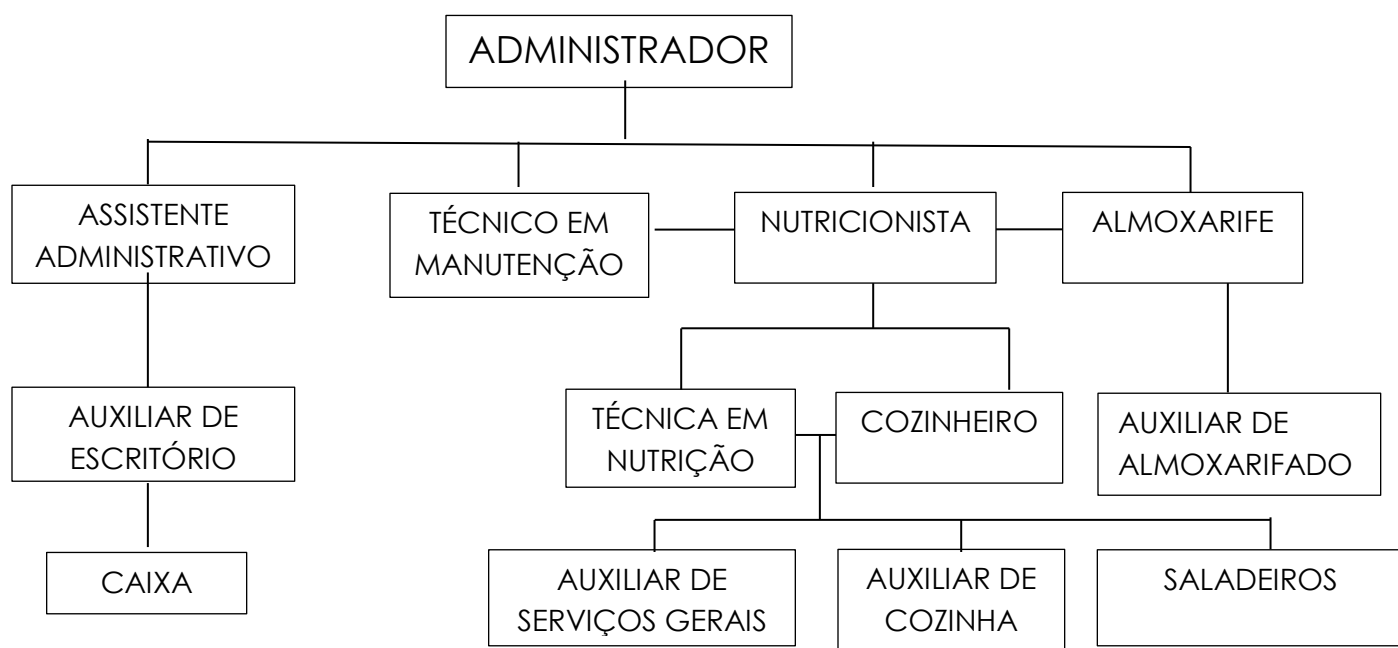 ADMINISTRADOR
ASSISTENTE
ADMINISTRATIVO
TÉCNICO EM
MANUTENÇÃO
NUTRICIONISTA
ALMOXARIFE
AUXILIAR DE
ESCRITÓRIO
TÉCNICA EM
NUTRIÇÃO
COZINHEIRO
AUXILIAR DE
ALMOXARIFADO
CAIXA
AUXILIAR DE
SERVIÇOS GERAIS
AUXILIAR DE
COZINHA
SALADEIROS